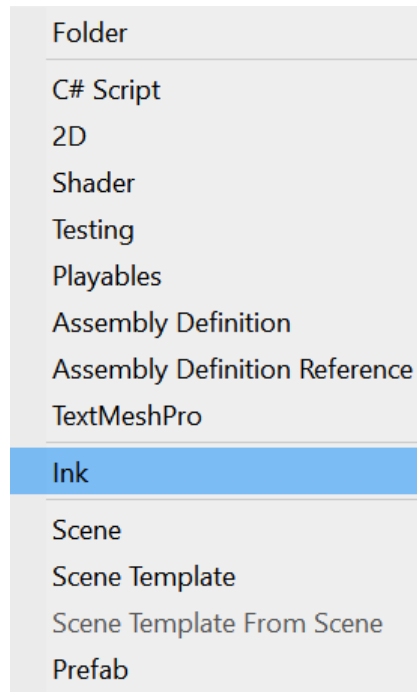 Folder
C# Script
2D
Shader
Testing
Playables
Assembly Definition
Assembly Definition Reference
TextMeshPro
Ink
Scene
Scene Template
Scene Template From Scene
Prefab